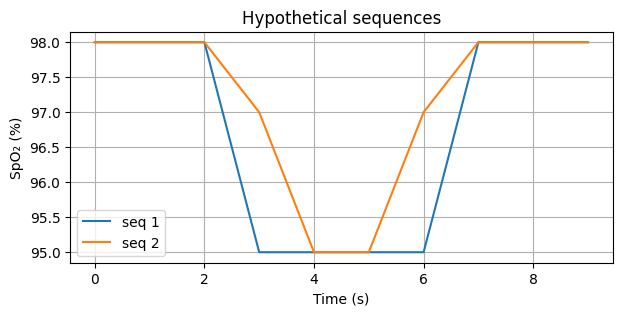 Hypothetical sequences
SpO₂ (%)
98.0
97.5
97.0
96.5
96.0
95.5
95.0
seq 1
seq 2
0 2 4 6 8
Time (s)